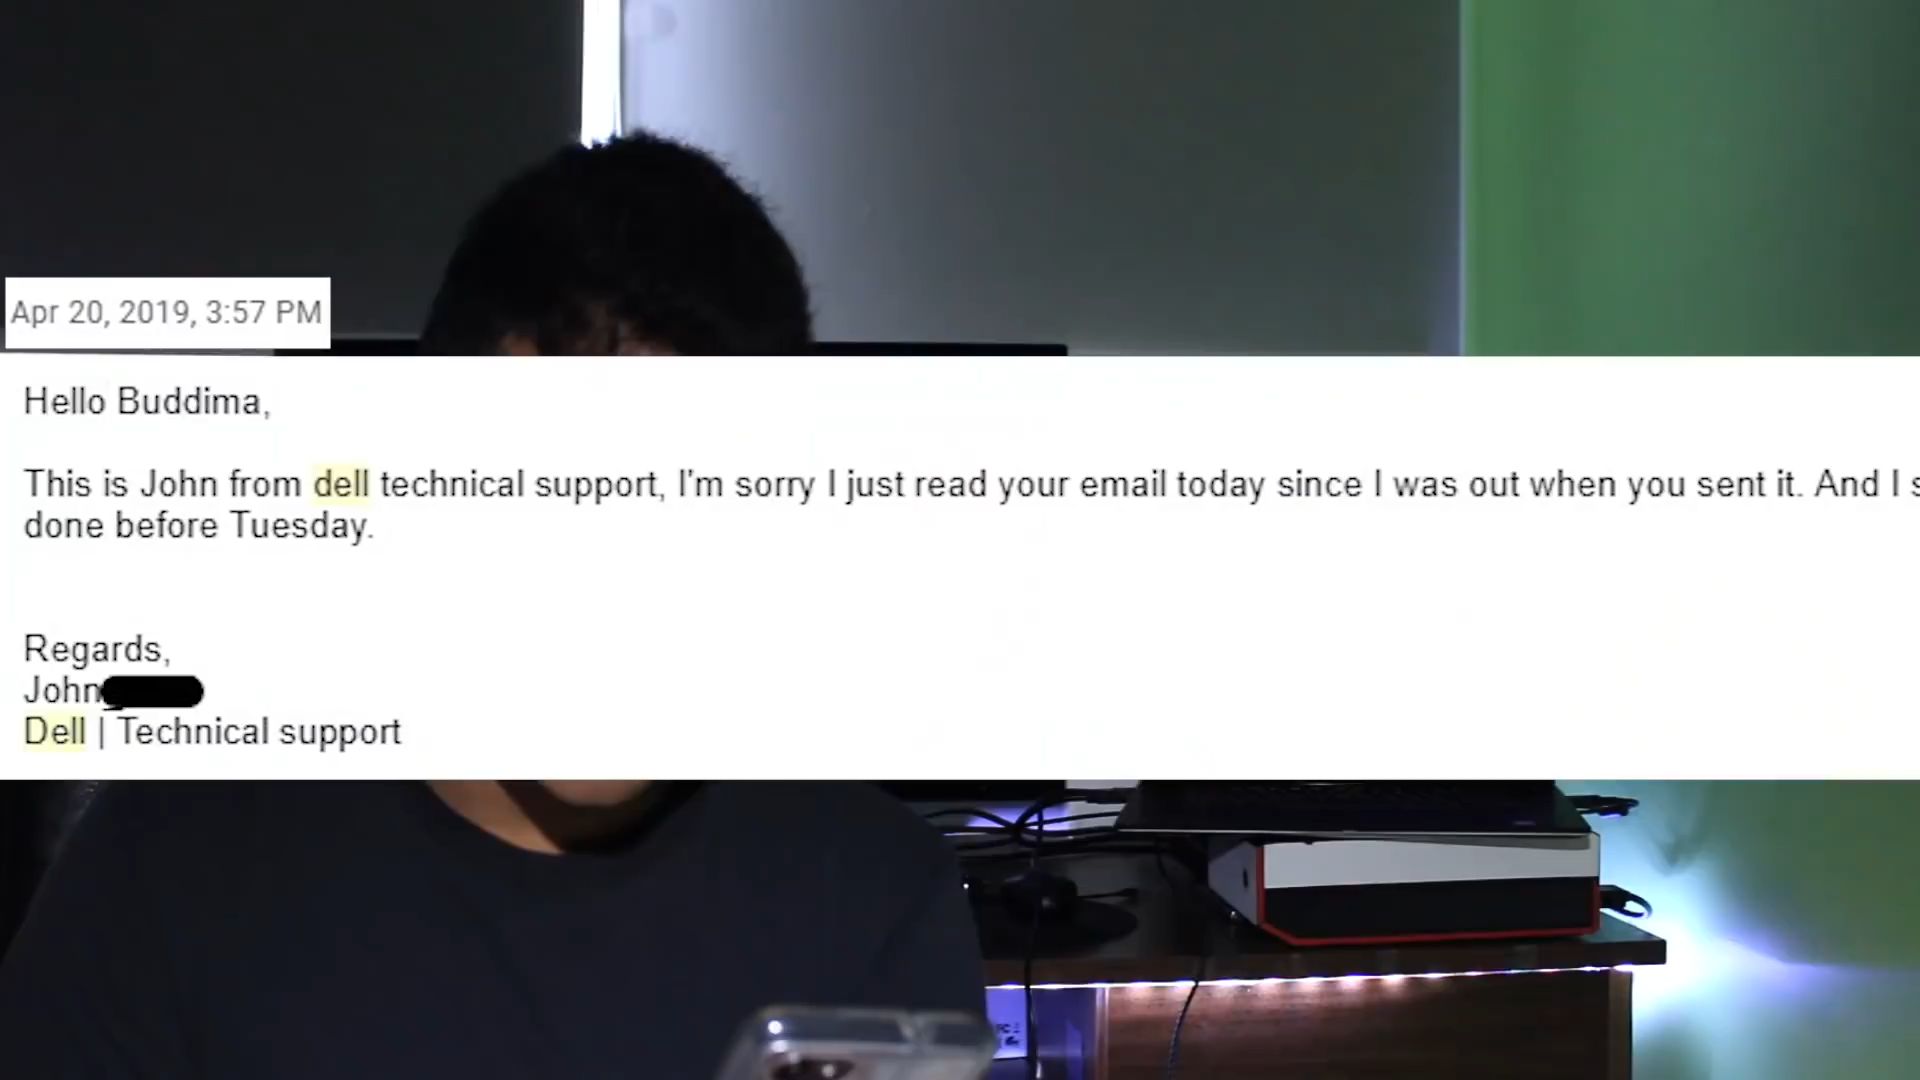 Apr 20, 2019, 3:57 PM
Hello Buddima,
This is John from dell technical support, I'm sorry I just read your email today since I was out when you sent it. And I
done before Tuesday.
Regards,
John
Dell | Technical support